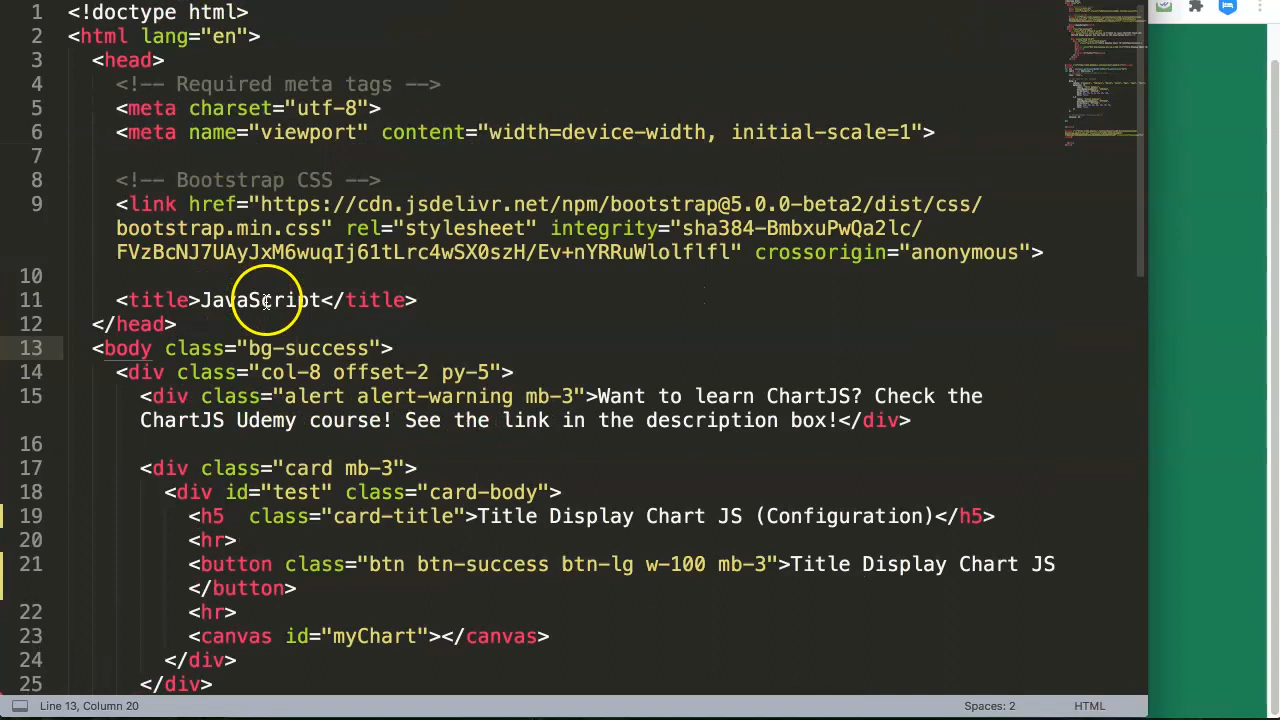 1 <!doctype html>
2 <html lang="en">
3 <head>
4 <!-- Required meta tags -->
5 <meta charset="utf-8">
6 <meta name="viewport" content="width=device-width, initial-scale=1">
7
8 <!-- Bootstrap CSS -->
9 <link href="https://cdn.jsdelivr.net/npm/bootstrap@5.0.0-beta2/dist/css/
bootstrap.min.css" rel="stylesheet" integrity="sha384-BmbxuPwQa2lc/
FVzBcNJ7UAyJxM6wuqIj61tLrc4wSX0szH/Ev+nYRRuWlolflfl" crossorigin="anonymous">
10
11 <title>JavaScript</title>
12 </head>
13 <body class="bg-success">
14 <div class="col-8 offset-2 py-5">
15 <div class="alert alert-warning mb-3">Want to learn ChartJS? Check the
ChartJS Udemy course! See the link in the description box!</div>
16
17 <div class="card mb-3">
18 <div id="test" class="card-body">
19 <h5  class="card-title">Title Display Chart JS (Configuration)</h5>
20 <hr>
21 <button class="btn btn-success btn-lg w-100 mb-3">Title Display Chart JS
</button>
22 <hr>
23 <canvas id="myChart"></canvas>
24 </div>
25 </div>
Line 13, Column 20 Spaces: 2 HTML